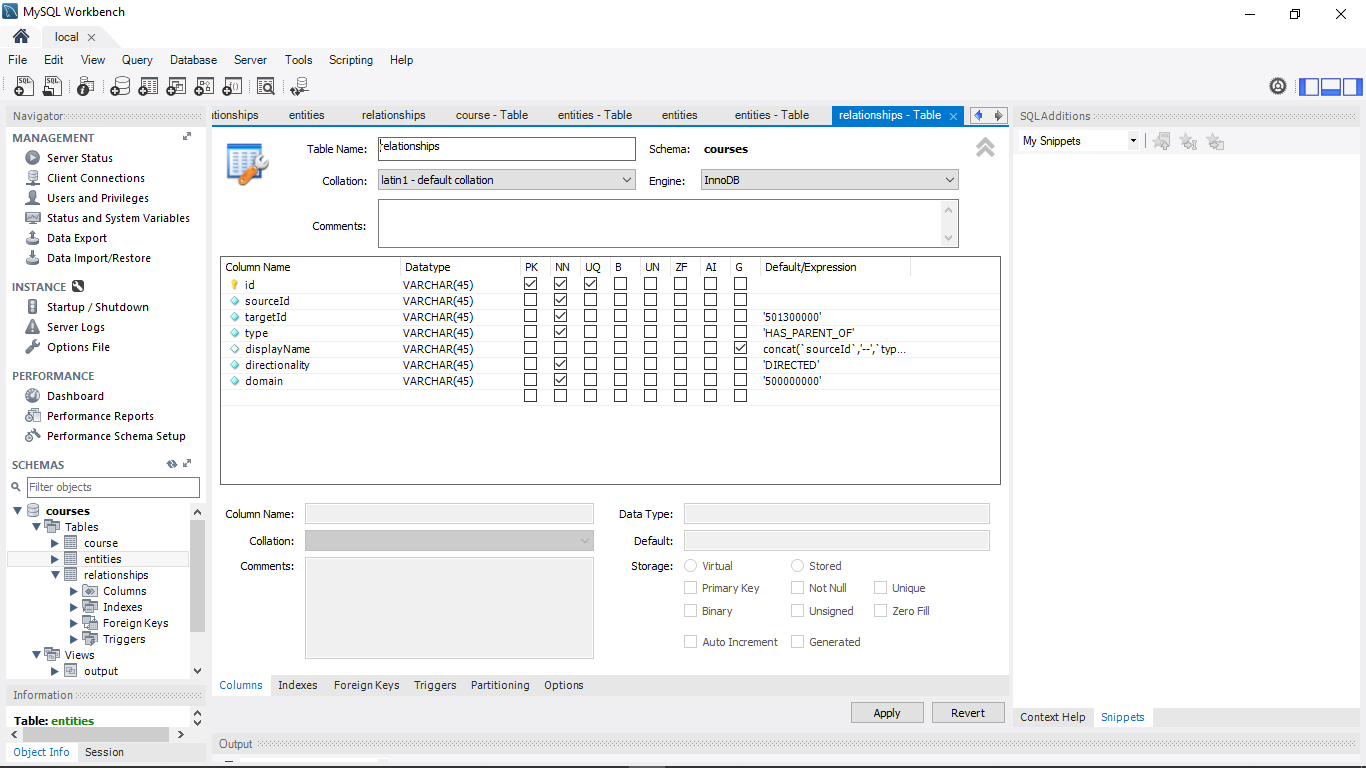 MySQL Workbench
local
File Edit View Query Database Server Tools Scripting Help
Navigator
MANAGEMENT
Server Status
Client Connections
Users and Privileges
Status and System Variables
Data Export
Data Import/Restore
INSTANCE
Startup / Shutdown
Server Logs
Options File
PERFORMANCE
Dashboard
Performance Reports
Performance Schema Setup
SCHEMAS
Filter objects
courses
Tables
course
entities
relationships
Columns
Indexes
Foreign Keys
Triggers
Views
output
Information
Table: entities
Object Info Session
ationships entities relationships course - Table entities - Table entities entities - Table relationships - Table
Table Name: relationships Schema: courses
Collation: latin1 - default collation Engine: InnoDB
Comments:
Column Name Datatype PK NN UQ B UN ZF AI G Default/Expression
id VARCHAR(45)
sourceId VARCHAR(45)
targetId VARCHAR(45) '501300000'
type VARCHAR(45) 'HAS_PARENT_OF'
displayName VARCHAR(45) concat(`sourceId`,'--',`typ...
directionality VARCHAR(45) 'DIRECTED'
domain VARCHAR(45) '500000000'
Column Name: Data Type:
Collation: Default:
Comments: Storage: Virtual Stored
Primary Key Not Null Unique
Binary Unsigned Zero Fill
Auto Increment Generated
Columns Indexes Foreign Keys Triggers Partitioning Options
Apply Revert
Output
SQLAdditions
My Snippets
Context Help Snippets